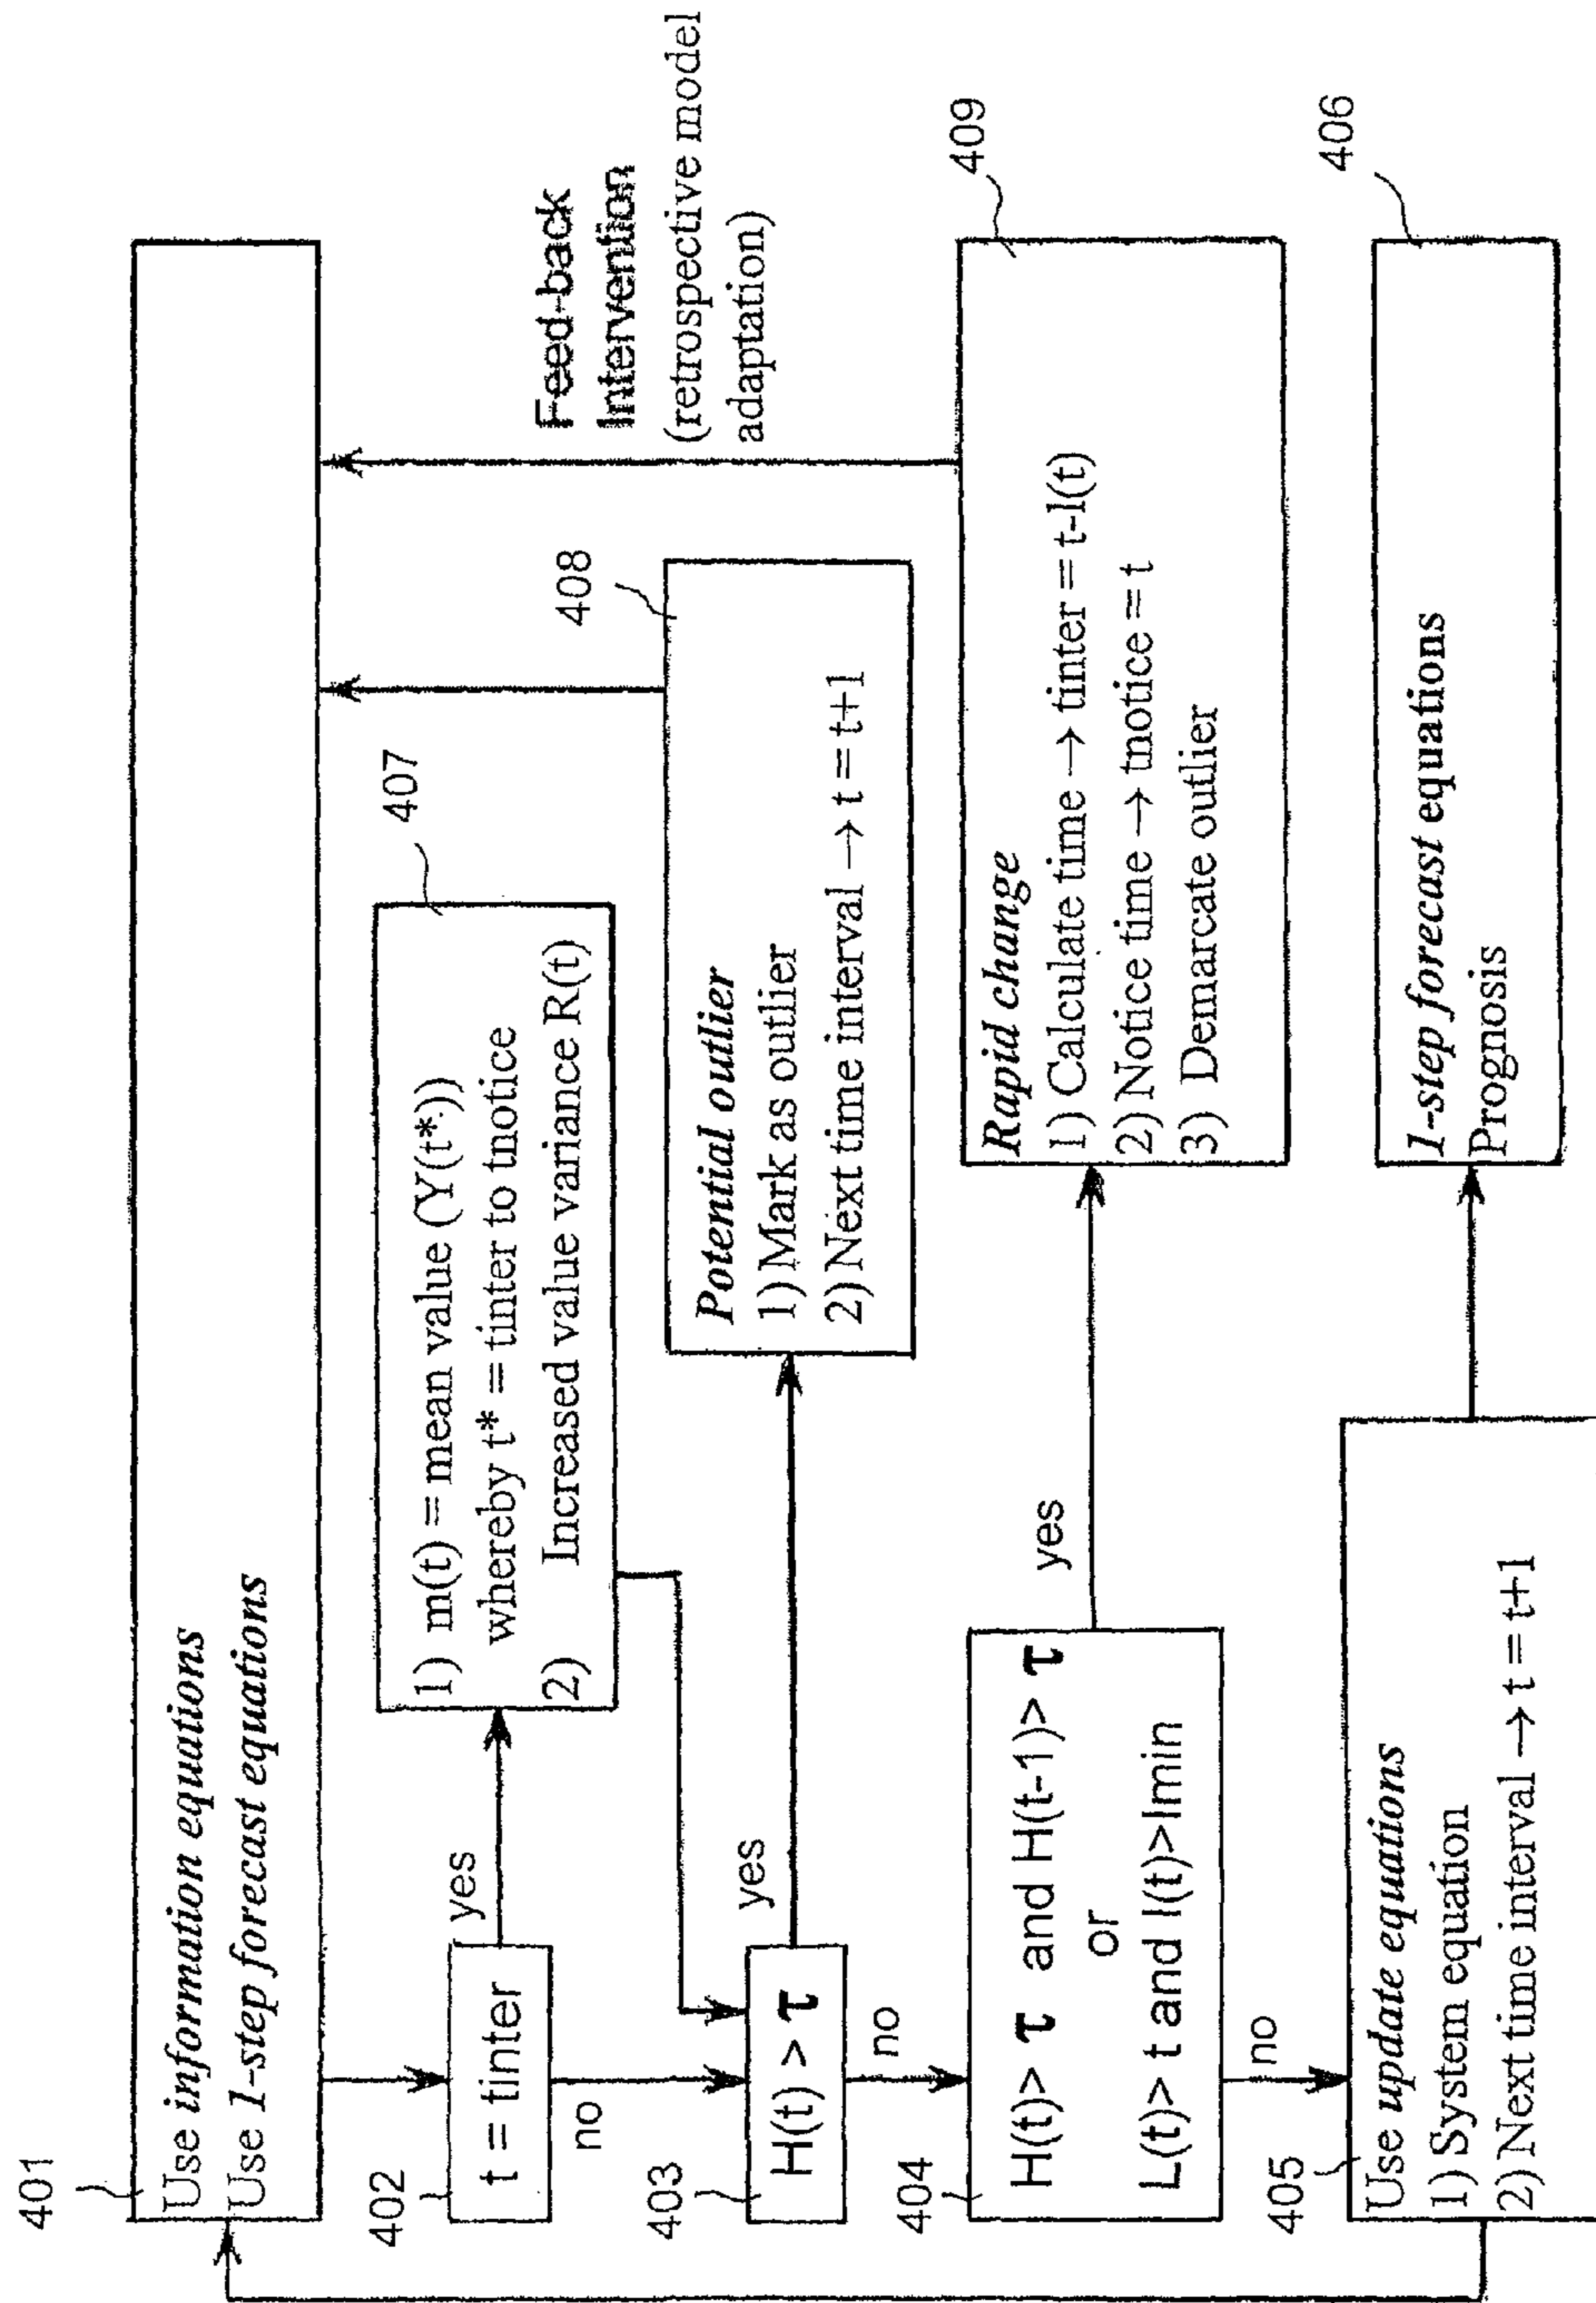 401
Use information equations
Use 1-step forecast equations
402
t = tinter
yes
no
407
1) m(t) = mean value (Y(t*))
whereby t* = tinter to tnotice
2) Increased value variance R(t)
403
H(t) > τ
yes
no
408
Potential outlier
1) Mark as outlier
2) Next time interval → t = t+1
Feed-back
Intervention
(retrospective model
adaptation)
404
H(t)> τ and H(t-1)> τ
or
L(t)> t and l(t)>lmin
yes
no
409
Rapid change
1) Calculate time → tinter = t-l(t)
2) Notice time → tnotice = t
3) Demarcate outlier
405
Use update equations
1) System equation
2) Next time interval → t = t+1
406
1-step forecast equations
Prognosis